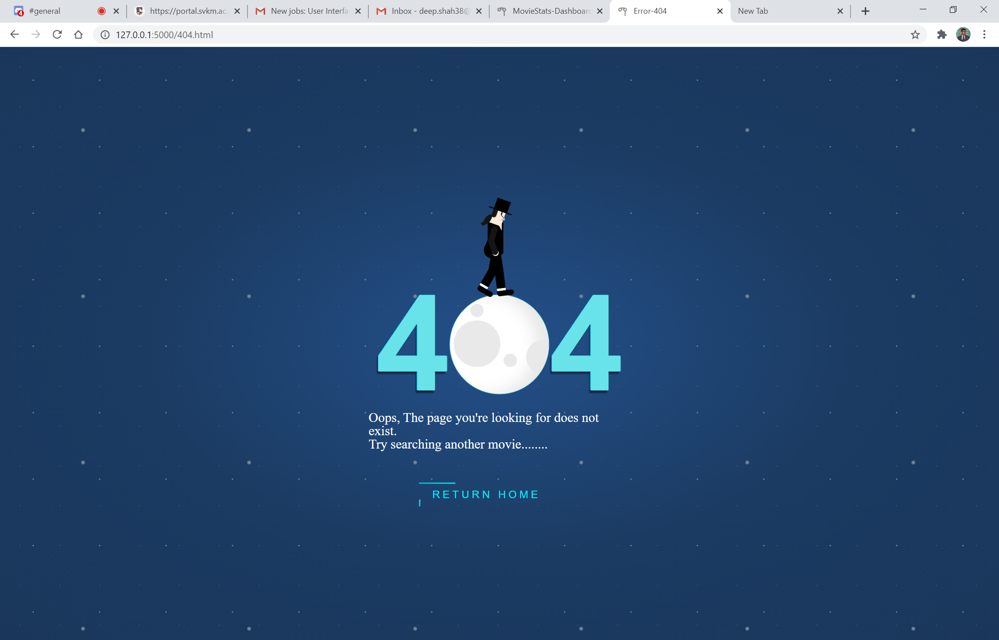 #general
https://portal.svkm.ac.
New jobs: User Interfa
Inbox - deep.shah38@
MovieStats-Dashboard
Error-404
New Tab
127.0.0.1:5000/404.html
404
Oops, The page you're looking for does not
exist.
Try searching another movie........
RETURN HOME